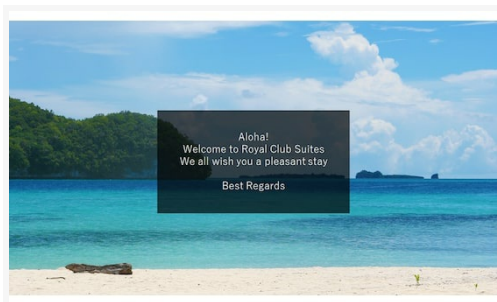 Aloha!
Welcome to Royal Club Suites
We all wish you a pleasant stay
Best Regards